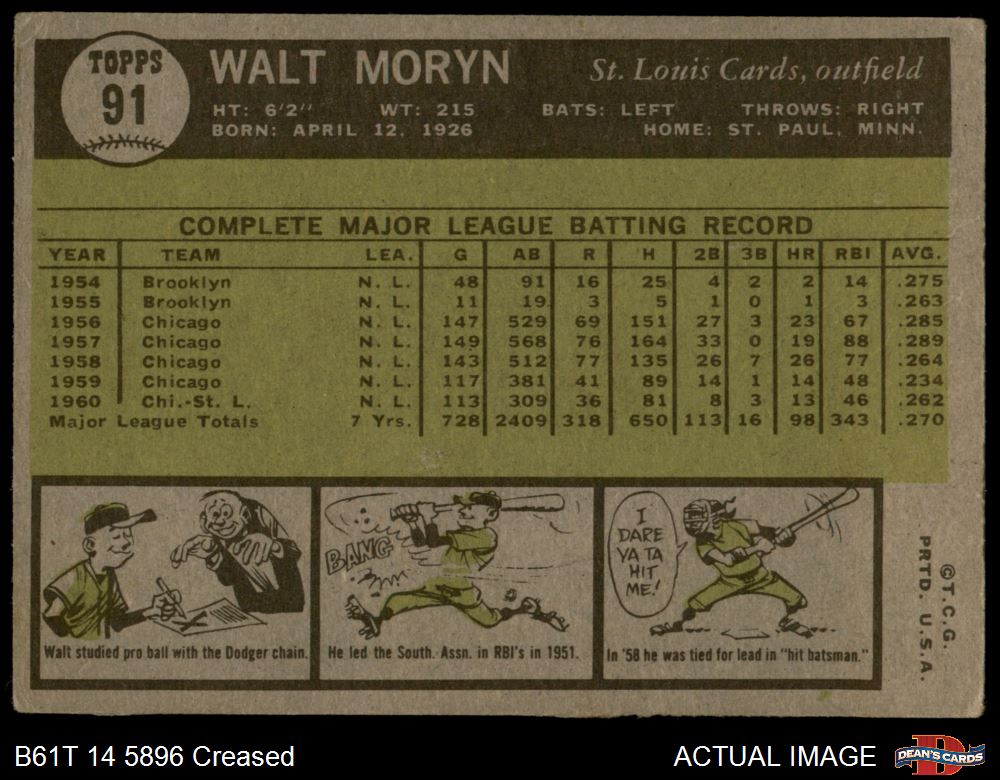 TOPPS
91
WALT MORYN
St. Louis Cards, outfield
HT: 6'2" WT: 215 BATS: LEFT THROWS: RIGHT
BORN: APRIL 12, 1926 HOME: ST. PAUL, MINN.
COMPLETE MAJOR LEAGUE BATTING RECORD
YEAR TEAM LEA. G AB R H 2B 3B HR RBI AVG.
1954 Brooklyn N. L. 48 91 16 25 4 2 2 14 .275
1955 Brooklyn N. L. 11 19 3 5 1 0 1 3 .263
1956 Chicago N. L. 147 529 69 151 27 3 23 67 .285
1957 Chicago N. L. 149 568 76 164 33 0 19 88 .289
1958 Chicago N. L. 143 512 77 135 26 7 26 77 .264
1959 Chicago N. L. 117 381 41 89 14 1 14 48 .234
1960 Chi.-St. L. N. L. 113 309 36 81 8 3 13 46 .262
Major League Totals 7 Yrs. 728 2409 318 650 113 16 98 343 .270
Walt studied pro ball with the Dodger chain.
BANG
He led the South. Assn. in RBI's in 1951.
I
DARE
YA TA
HIT
ME!
In '58 he was tied for lead in "hit batsman."
©T.C.G.
PRTD. U.S.A.
B61T 14 5896 Creased
ACTUAL IMAGE
DEAN'S CARDS